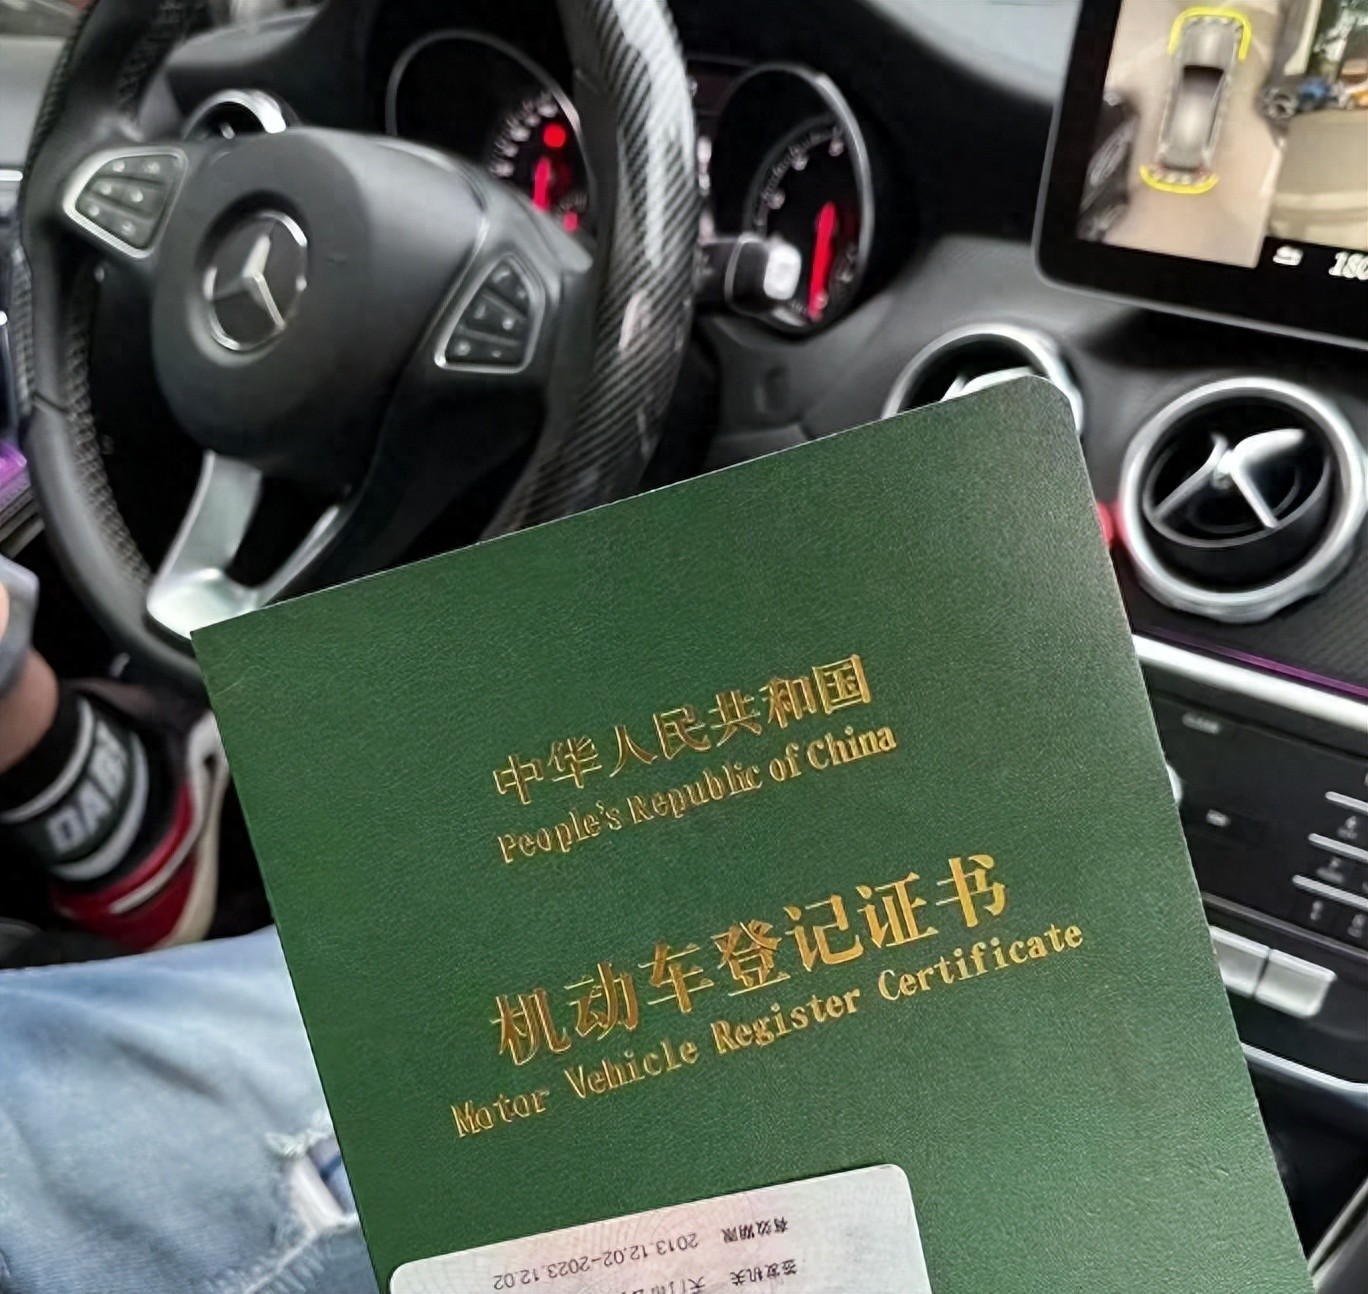 中华人民共和国
People's Republic of China
机动车登记证书
Motor Vehicle Register Certificate
有效期限 2013.12.02-2023.12.02
签发机关
180